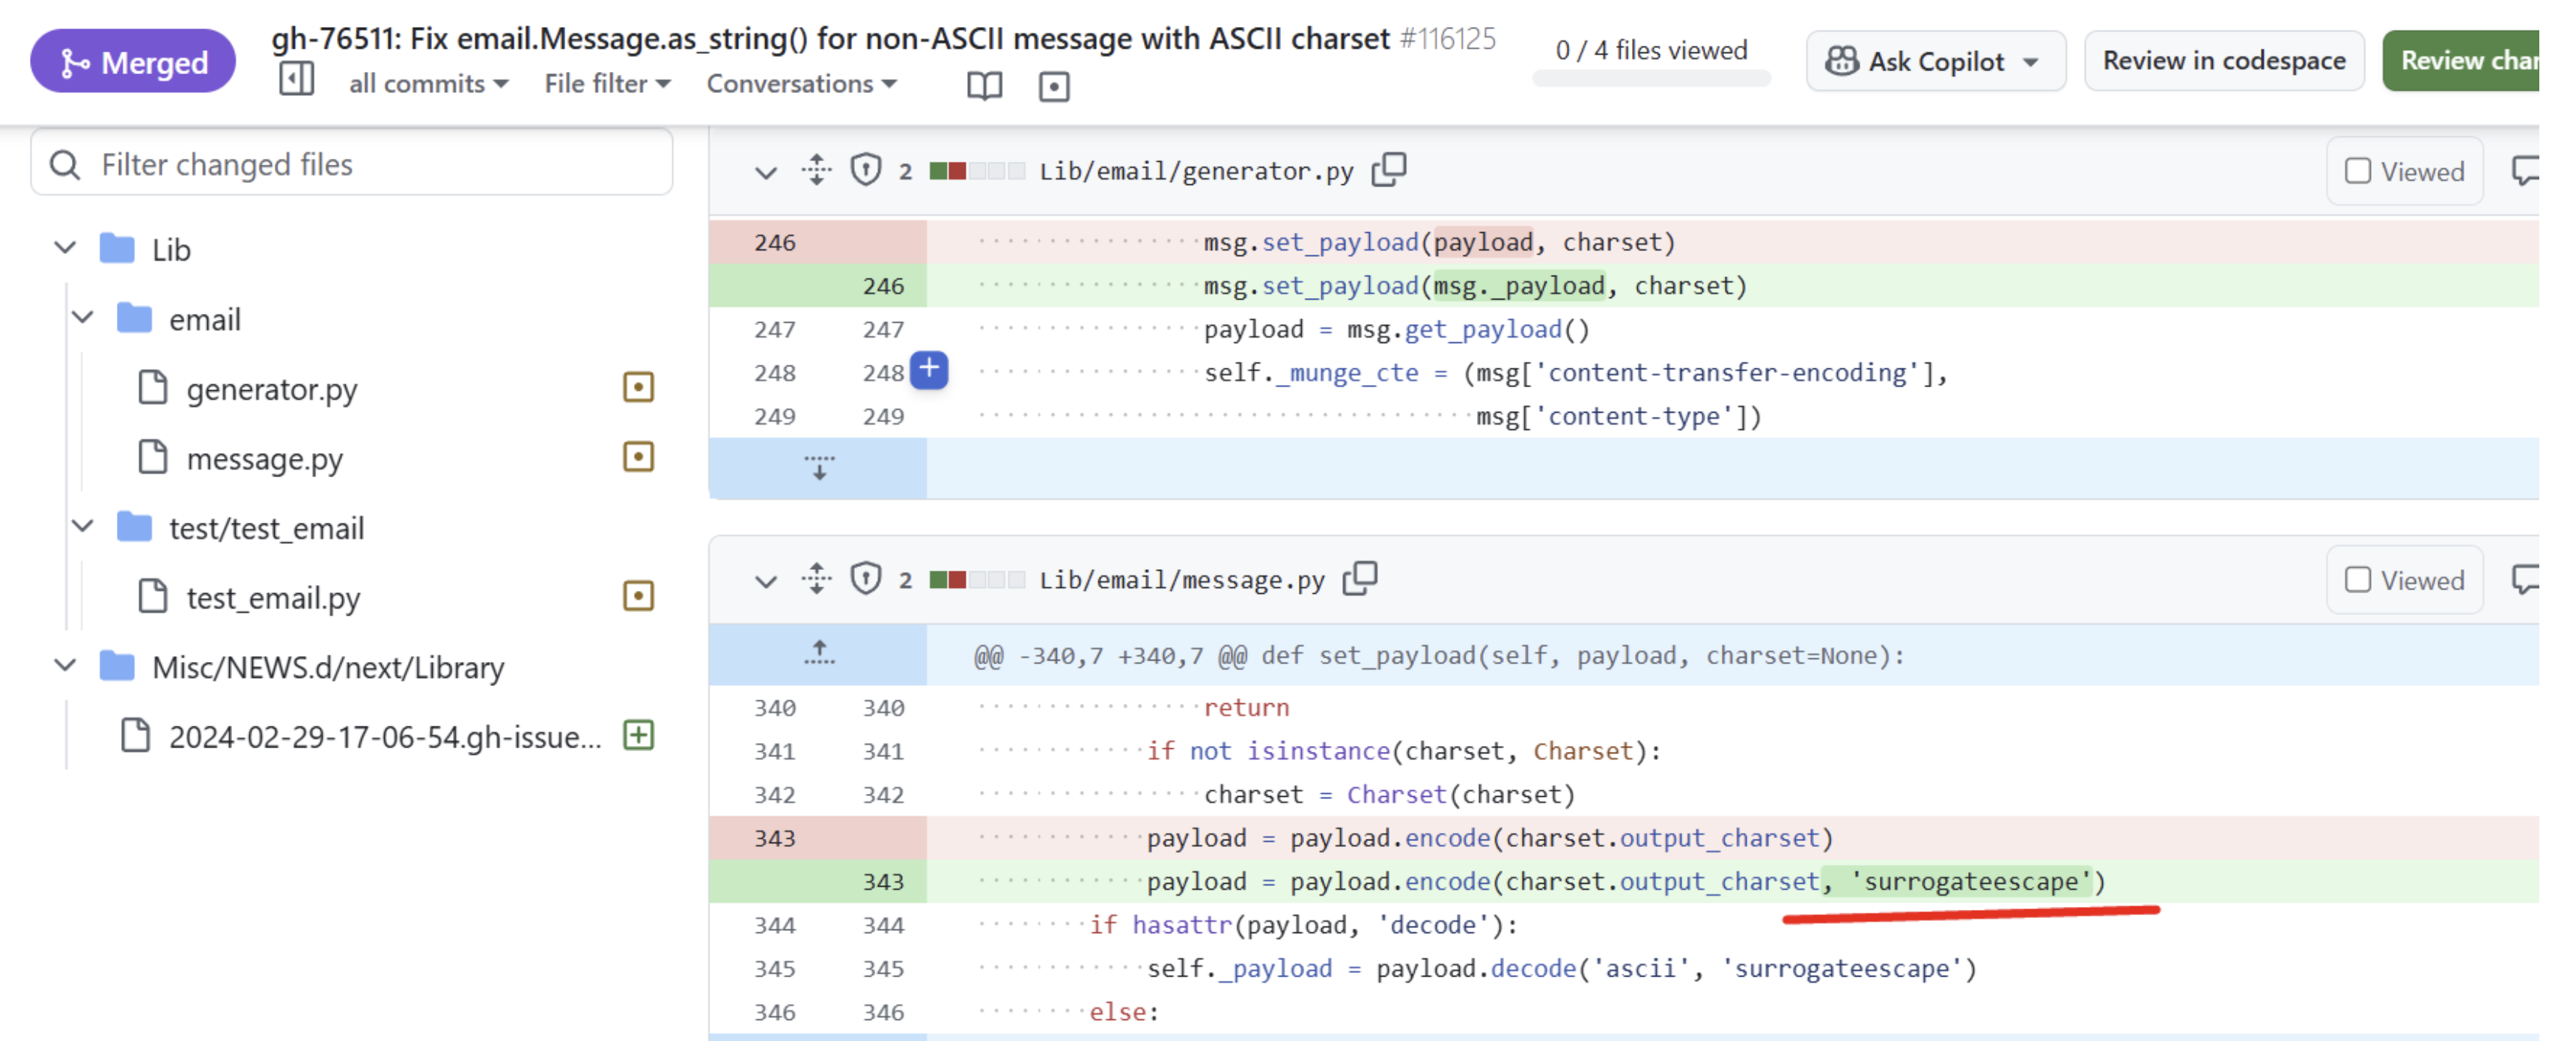 Merged
gh-76511: Fix email.Message.as_string() for non-ASCII message with ASCII charset #116125
all commits
File filter
Conversations
0 / 4 files viewed
Ask Copilot
Review in codespace
Review char
Filter changed files
Lib
email
generator.py
message.py
test/test_email
test_email.py
Misc/NEWS.d/next/Library
2024-02-29-17-06-54.gh-issue...
2 Lib/email/generator.py
Viewed
246 msg.set_payload(payload, charset)
246 msg.set_payload(msg._payload, charset)
247 247 payload = msg.get_payload()
248 248 self._munge_cte = (msg['content-transfer-encoding'],
249 249 msg['content-type'])
2 Lib/email/message.py
Viewed
@@ -340,7 +340,7 @@ def set_payload(self, payload, charset=None):
340 340 return
341 341 if not isinstance(charset, Charset):
342 342 charset = Charset(charset)
343 payload = payload.encode(charset.output_charset)
343 payload = payload.encode(charset.output_charset, 'surrogateescape')
344 344 if hasattr(payload, 'decode'):
345 345 self._payload = payload.decode('ascii', 'surrogateescape')
346 346 else: